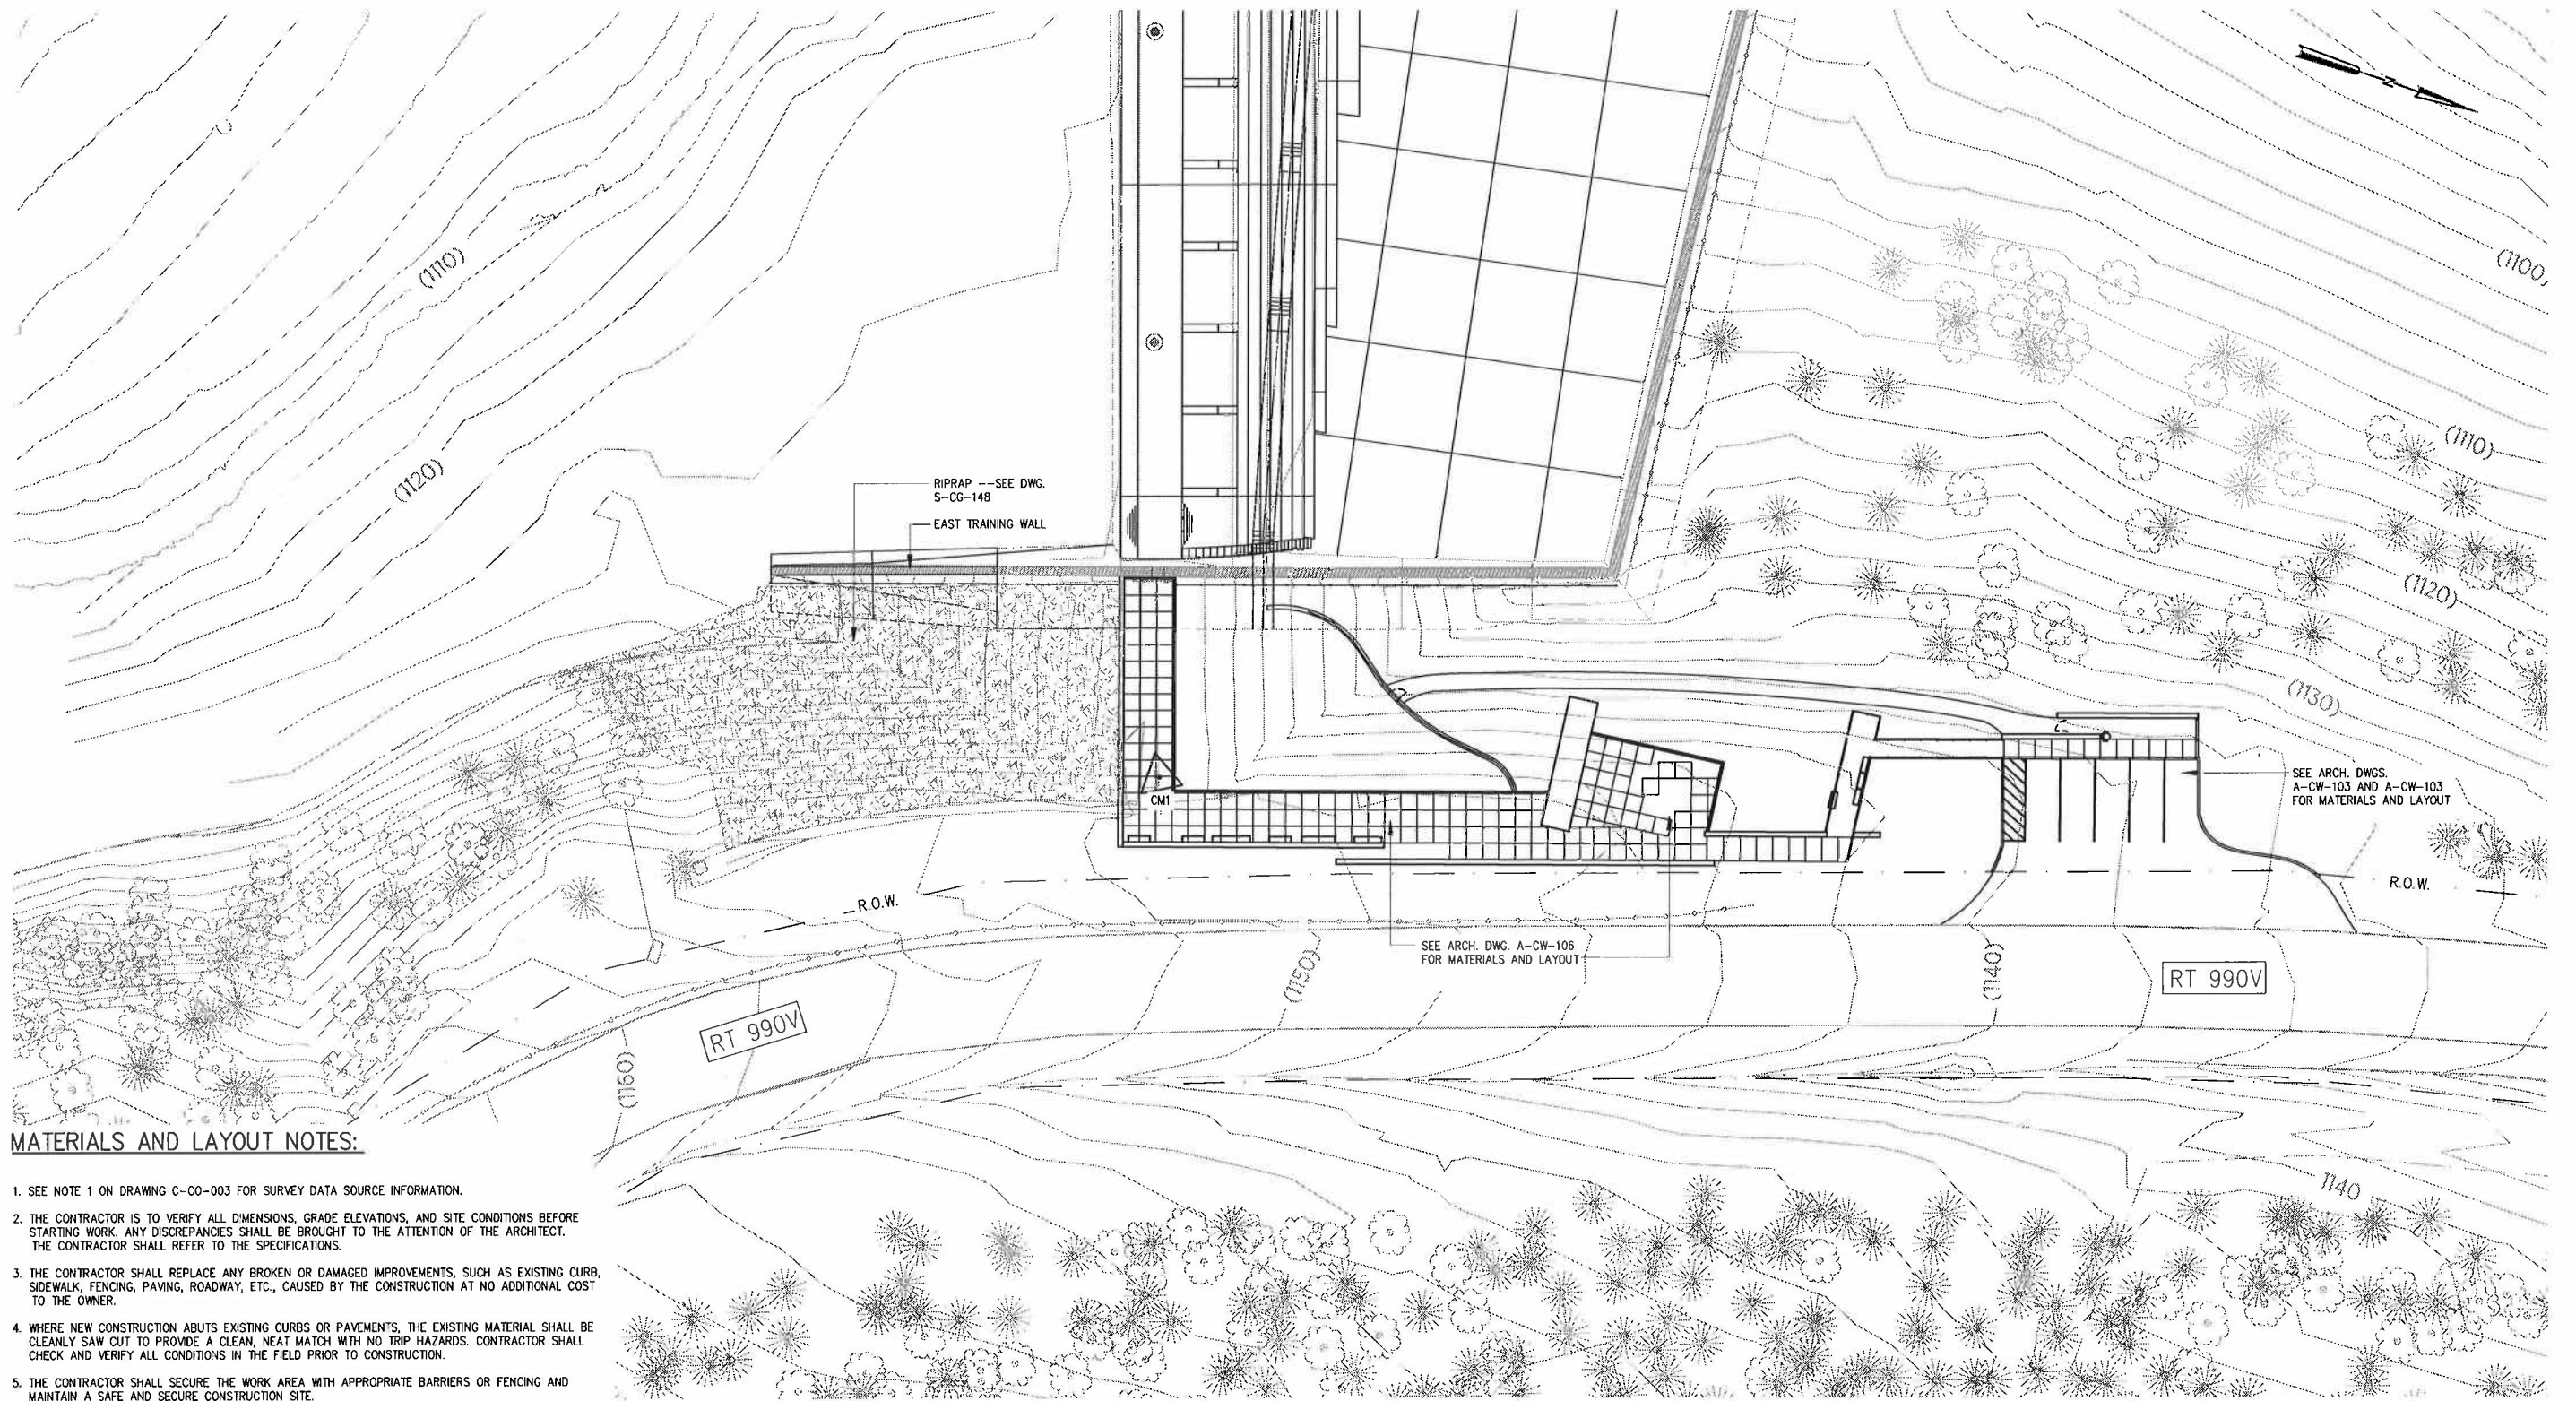 N
(1100)
(1110)
(1110)
(1120)
RIPRAP --SEE DWG.
S-CG-148
EAST TRAINING WALL
(1120)
(1130)
CM1
SEE ARCH. DWGS.
A-CW-103 AND A-CW-103
FOR MATERIALS AND LAYOUT
R.O.W.
R.O.W.
SEE ARCH. DWG. A-CW-106
FOR MATERIALS AND LAYOUT
(1150)
(1140)
RT 990V
RT 990V
(1160)
1140
MATERIALS AND LAYOUT NOTES:
1. SEE NOTE 1 ON DRAWING C-CO-003 FOR SURVEY DATA SOURCE INFORMATION.
2. THE CONTRACTOR IS TO VERIFY ALL DIMENSIONS, GRADE ELEVATIONS, AND SITE CONDITIONS BEFORE
STARTING WORK. ANY DISCREPANCIES SHALL BE BROUGHT TO THE ATTENTION OF THE ARCHITECT.
THE CONTRACTOR SHALL REFER TO THE SPECIFICATIONS.
3. THE CONTRACTOR SHALL REPLACE ANY BROKEN OR DAMAGED IMPROVEMENTS, SUCH AS EXISTING CURB,
SIDEWALK, FENCING, PAVING, ROADWAY, ETC., CAUSED BY THE CONSTRUCTION AT NO ADDITIONAL COST
TO THE OWNER.
4. WHERE NEW CONSTRUCTION ABUTS EXISTING CURBS OR PAVEMENTS, THE EXISTING MATERIAL SHALL BE
CLEANLY SAW CUT TO PROVIDE A CLEAN, NEAT MATCH WITH NO TRIP HAZARDS. CONTRACTOR SHALL
CHECK AND VERIFY ALL CONDITIONS IN THE FIELD PRIOR TO CONSTRUCTION.
5. THE CONTRACTOR SHALL SECURE THE WORK AREA WITH APPROPRIATE BARRIERS OR FENCING AND
MAINTAIN A SAFE AND SECURE CONSTRUCTION SITE.